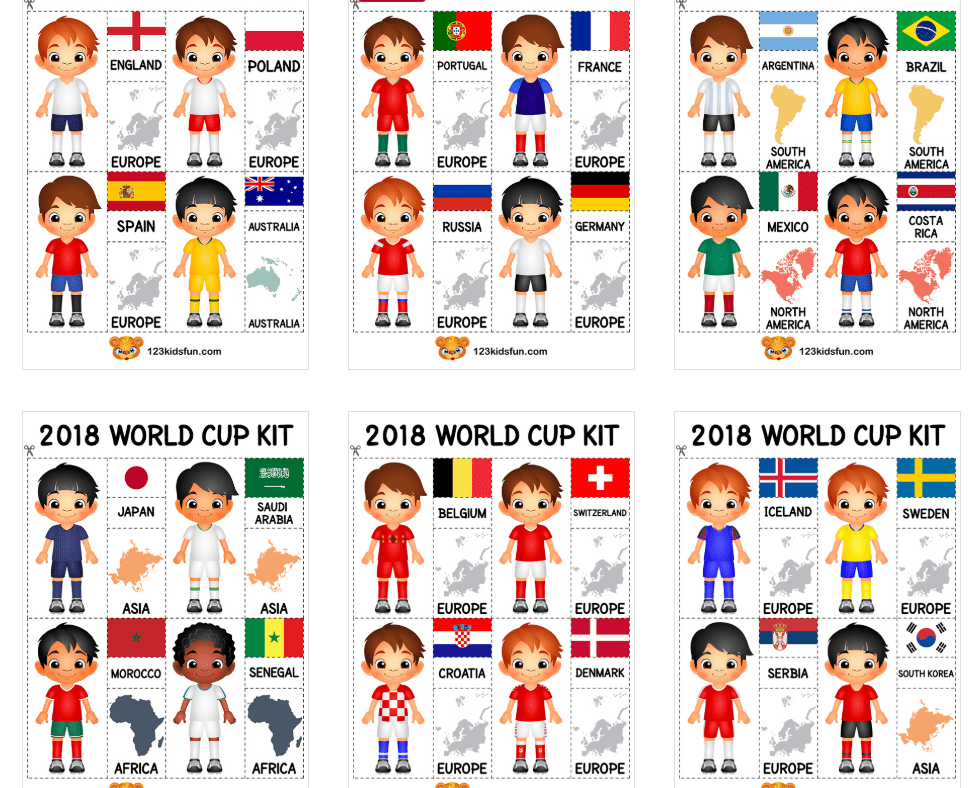 ENGLAND
EUROPE
POLAND
EUROPE
SPAIN
EUROPE
AUSTRALIA
AUSTRALIA
123kidsfun.com
PORTUGAL
EUROPE
FRANCE
EUROPE
RUSSIA
EUROPE
GERMANY
EUROPE
123kidsfun.com
ARGENTINA
SOUTH
AMERICA
BRAZIL
SOUTH
AMERICA
MEXICO
NORTH
AMERICA
COSTA
RICA
NORTH
AMERICA
123kidsfun.com
2018 WORLD CUP KIT
JAPAN
ASIA
SAUDI
ARABIA
ASIA
MOROCCO
AFRICA
SENEGAL
AFRICA
2018 WORLD CUP KIT
BELGIUM
EUROPE
SWITZERLAND
EUROPE
CROATIA
EUROPE
DENMARK
EUROPE
2018 WORLD CUP KIT
ICELAND
EUROPE
SWEDEN
EUROPE
SERBIA
EUROPE
SOUTH KOREA
ASIA